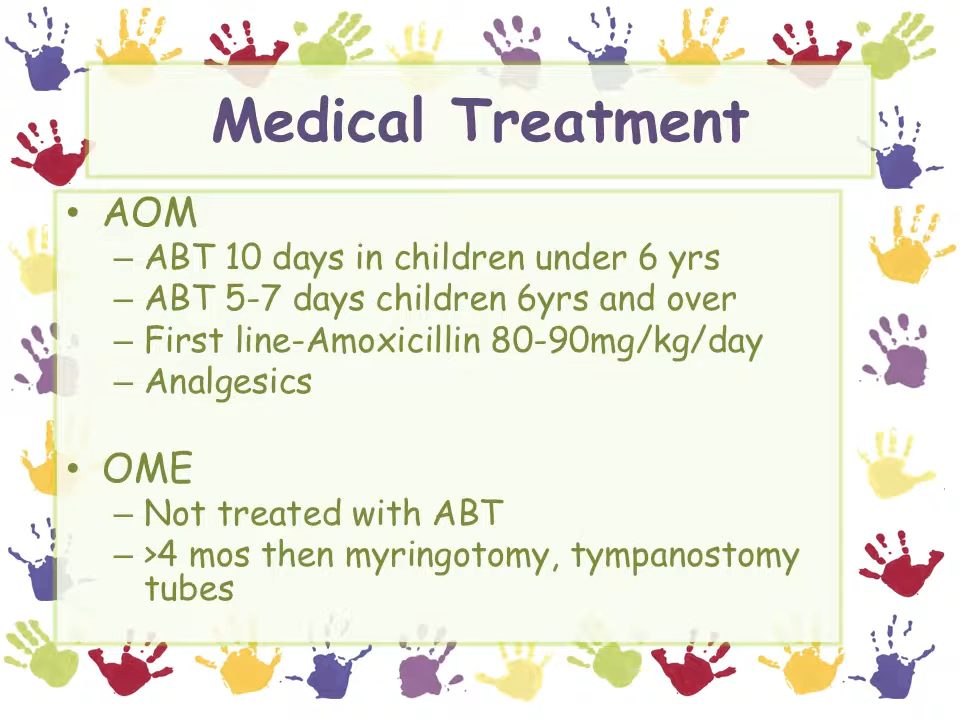 Medical Treatment
• AOM
– ABT 10 days in children under 6 yrs
– ABT 5-7 days children 6yrs and over
– First line-Amoxicillin 80-90mg/kg/day
– Analgesics
• OME
– Not treated with ABT
– >4 mos then myringotomy, tympanostomy
tubes